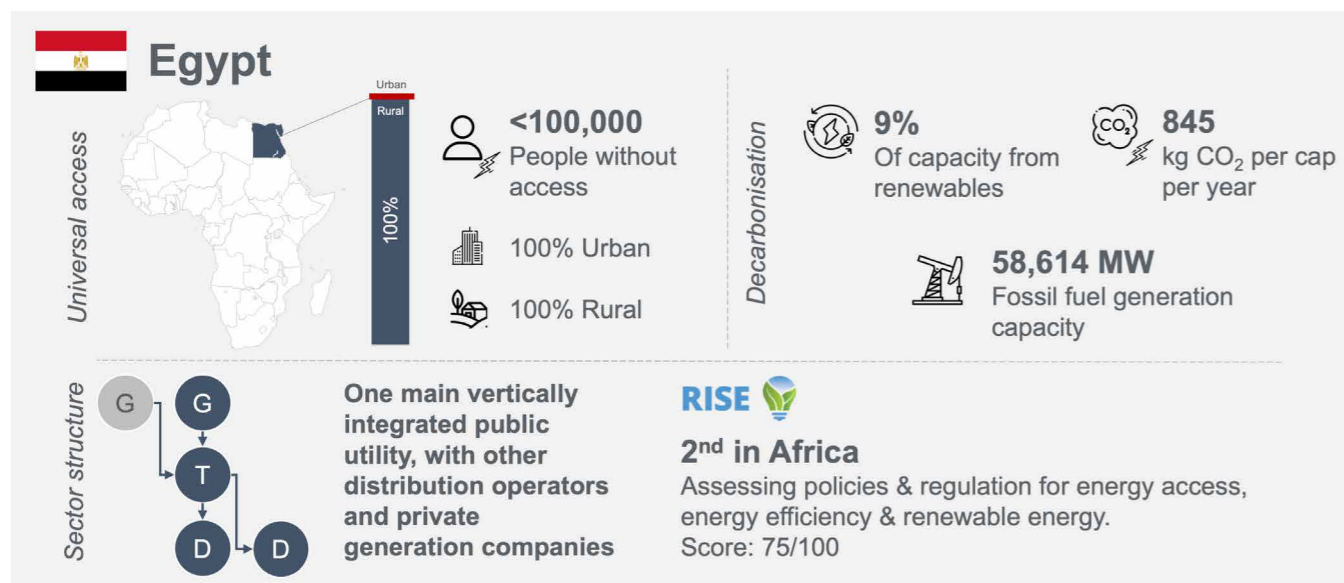 Egypt
Universal access
Urban
Rural
100%
<100,000
People without
access
100% Urban
100% Rural
Decarbonisation
9%
Of capacity from
renewables
CO₂
845
kg CO₂ per cap
per year
58,614 MW
Fossil fuel generation
capacity
Sector structure
G
G
T
D
D
One main vertically
integrated public
utility, with other
distribution operators
and private
generation companies
RISE
2nd in Africa
Assessing policies & regulation for energy access,
energy efficiency & renewable energy.
Score: 75/100